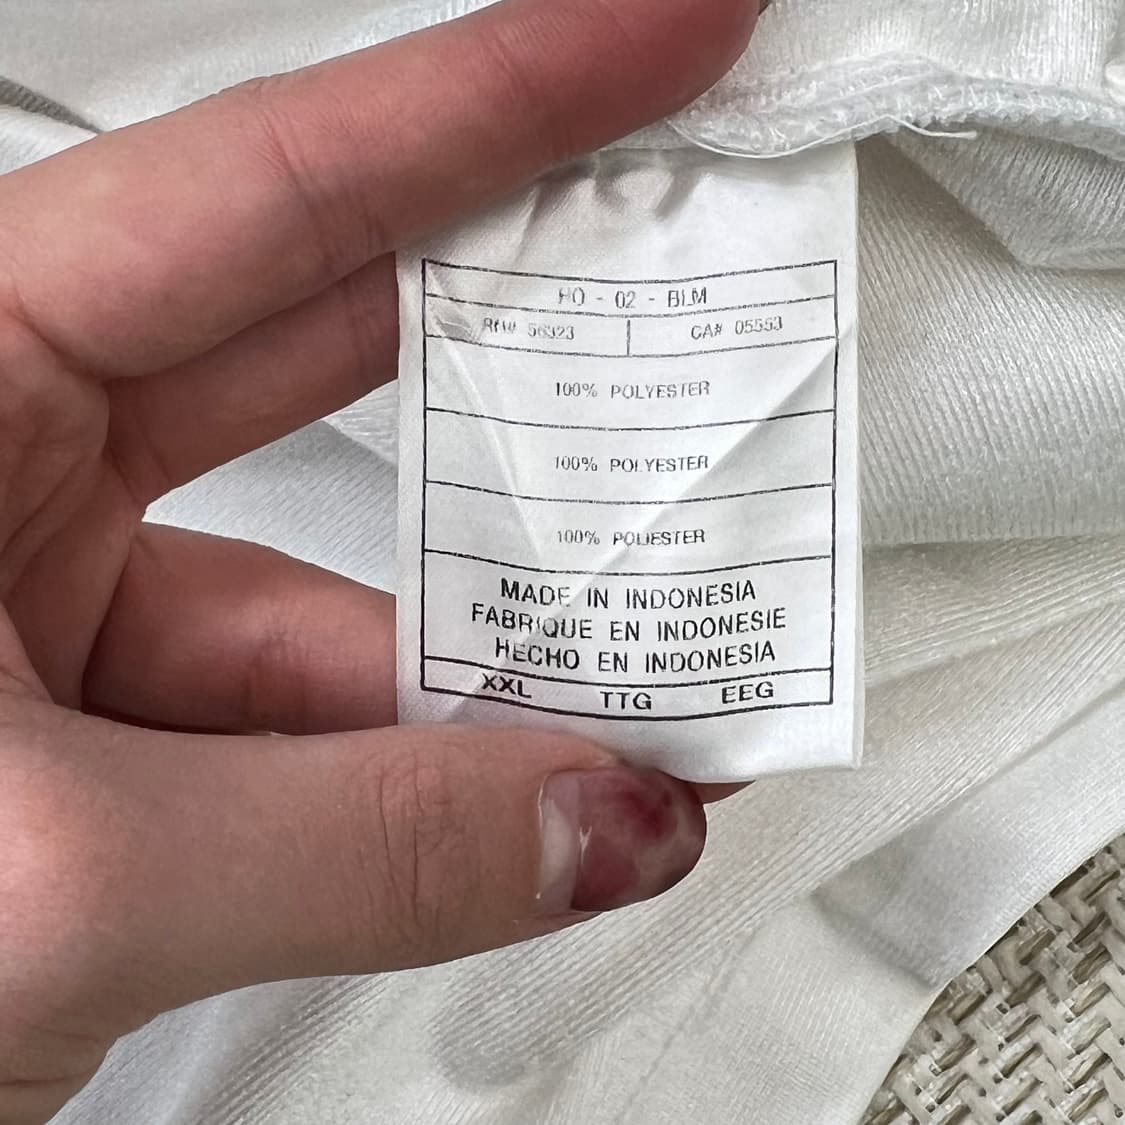 HO - 02 - BLM
RN# 56323 CA# 05553
100% POLYESTER
100% POLYESTER
100% POLIESTER
MADE IN INDONESIA
FABRIQUE EN INDONESIE
HECHO EN INDONESIA
XXL TTG EEG